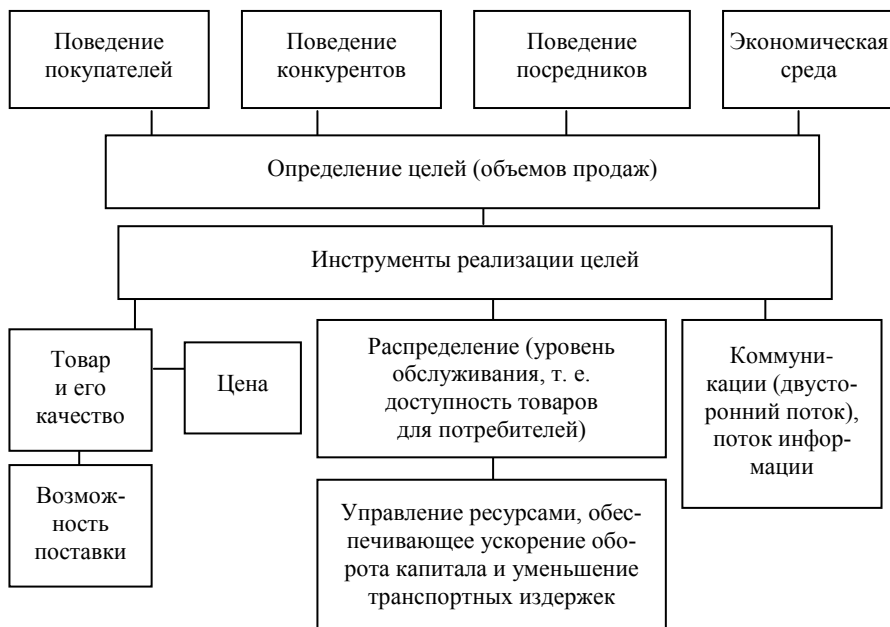 Поведение
покупателей
Поведение
конкурентов
Поведение
посредников
Экономическая
среда
Определение целей (объемов продаж)
Инструменты реализации целей
Товар
и его
качество
Цена
Распределение (уровень
обслуживания, т. е.
доступность товаров
для потребителей)
Коммуни-
кации (двусто-
ронний поток),
поток инфор-
мации
Возмож-
ность
поставки
Управление ресурсами, обес-
печивающее ускорение обо-
рота капитала и уменьшение
транспортных издержек